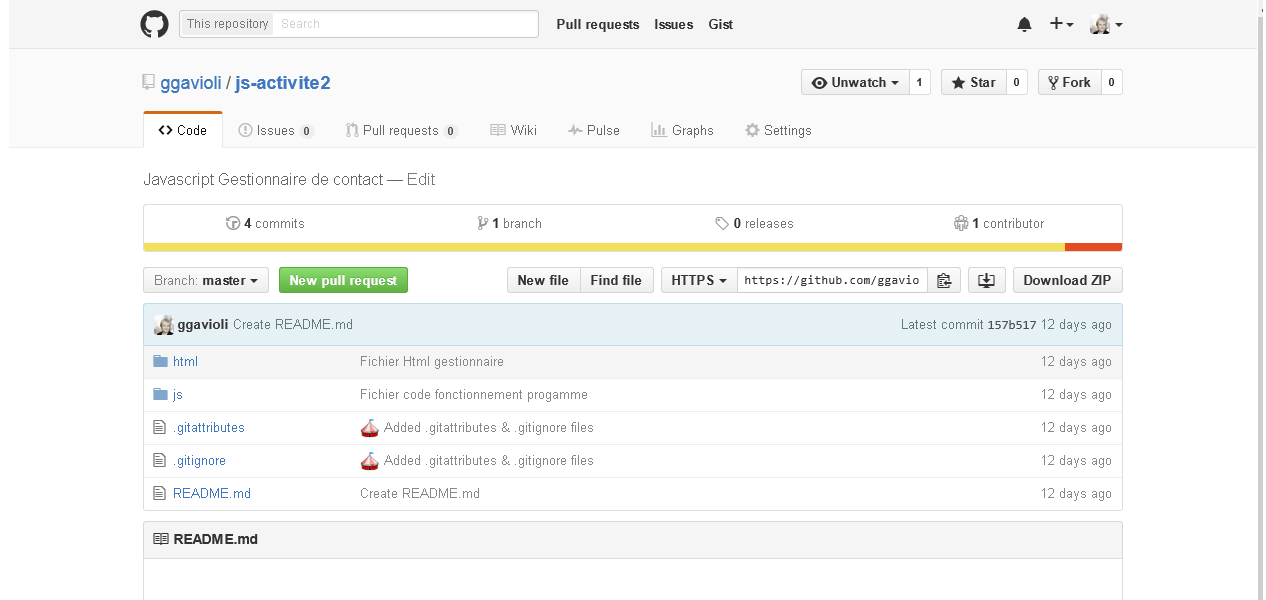 This repository Search Pull requests Issues Gist
ggavioli / js-activite2 Unwatch 1 Star 0 Fork 0
Code Issues 0 Pull requests 0 Wiki Pulse Graphs Settings
Javascript Gestionnaire de contact — Edit
4 commits 1 branch 0 releases 1 contributor
Branch: master New pull request New file Find file HTTPS https://github.com/ggavio Download ZIP
ggavioli Create README.md Latest commit 157b517 12 days ago
html Fichier Html gestionnaire 12 days ago
js Fichier code fonctionnement progamme 12 days ago
.gitattributes Added .gitattributes & .gitignore files 12 days ago
.gitignore Added .gitattributes & .gitignore files 12 days ago
README.md Create README.md 12 days ago
README.md